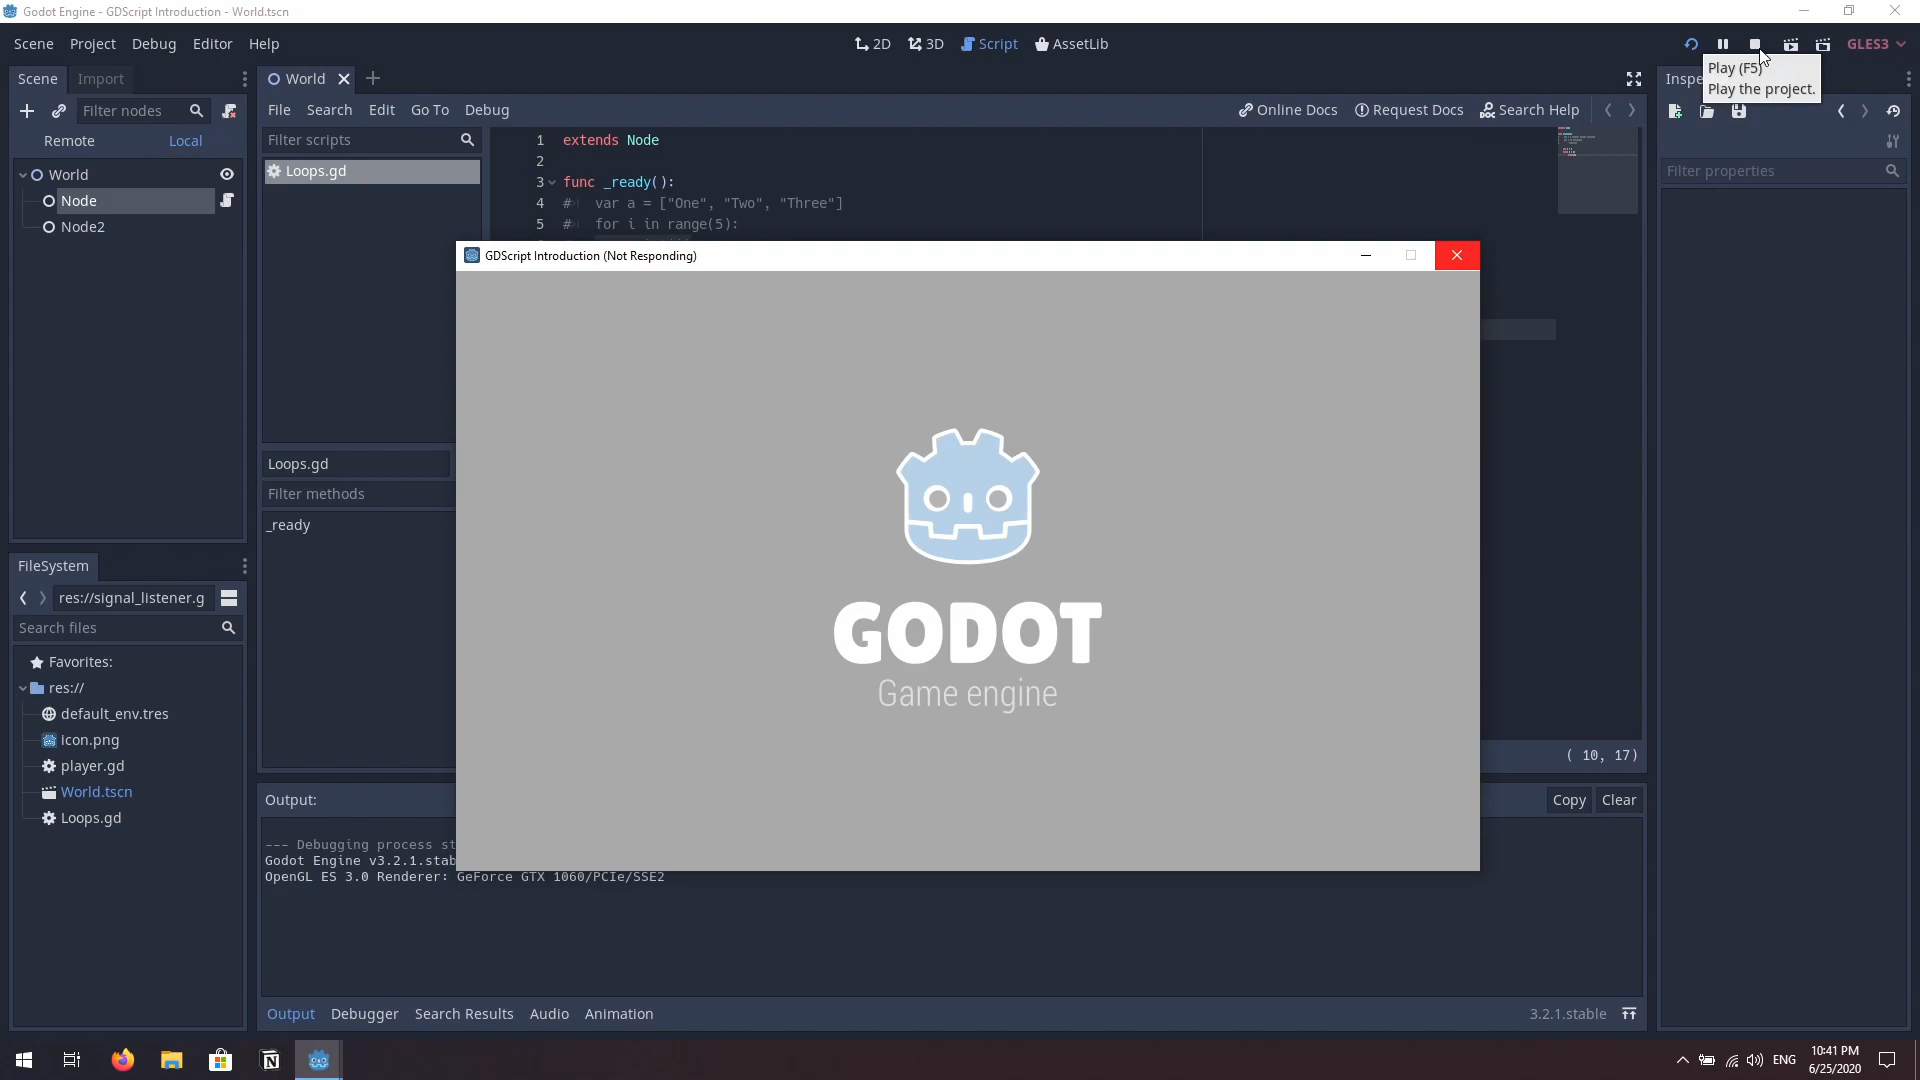 Godot Engine - GDScript Introduction - World.tscn
Scene Project Debug Editor Help
2D 3D Script AssetLib
GLES3
Play (F5)
Play the project.
Scene Import
World
Filter nodes
Remote Local
World
Node
Node2
File Search Edit Go To Debug
Online Docs Request Docs Search Help
Filter scripts
Loops.gd
1 extends Node
2
3 func _ready():
4 # var a = ["One", "Two", "Three"]
5 # for i in range(5):
GDScript Introduction (Not Responding)
GODOT
Game engine
Loops.gd
Filter methods
_ready
( 10, 17)
FileSystem
res://signal_listener.g
Search files
Favorites:
res://
default_env.tres
icon.png
player.gd
World.tscn
Loops.gd
Output:
Copy Clear
--- Debugging process st
Godot Engine v3.2.1.stab
OpenGL ES 3.0 Renderer: GeForce GTX 1060/PCIe/SSE2
Output Debugger Search Results Audio Animation
3.2.1.stable
Inspe
Filter properties
ENG
10:41 PM
6/25/2020